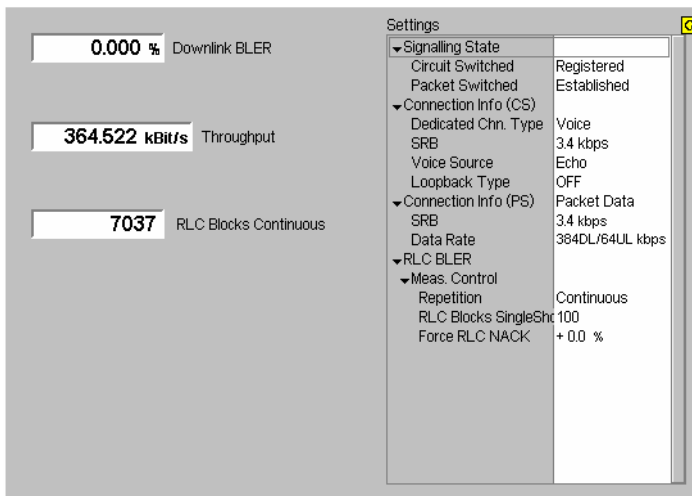 0.000 % Downlink BLER
364.522 kBit/s Throughput
7037 RLC Blocks Continuous
Settings
Signalling State
Circuit Switched Registered
Packet Switched Established
Connection Info (CS)
Dedicated Chn. Type Voice
SRB 3.4 kbps
Voice Source Echo
Loopback Type OFF
Connection Info (PS) Packet Data
SRB 3.4 kbps
Data Rate 384DL/64UL kbps
RLC BLER
Meas. Control
Repetition Continuous
RLC Blocks SingleSho 100
Force RLC NACK + 0.0 %